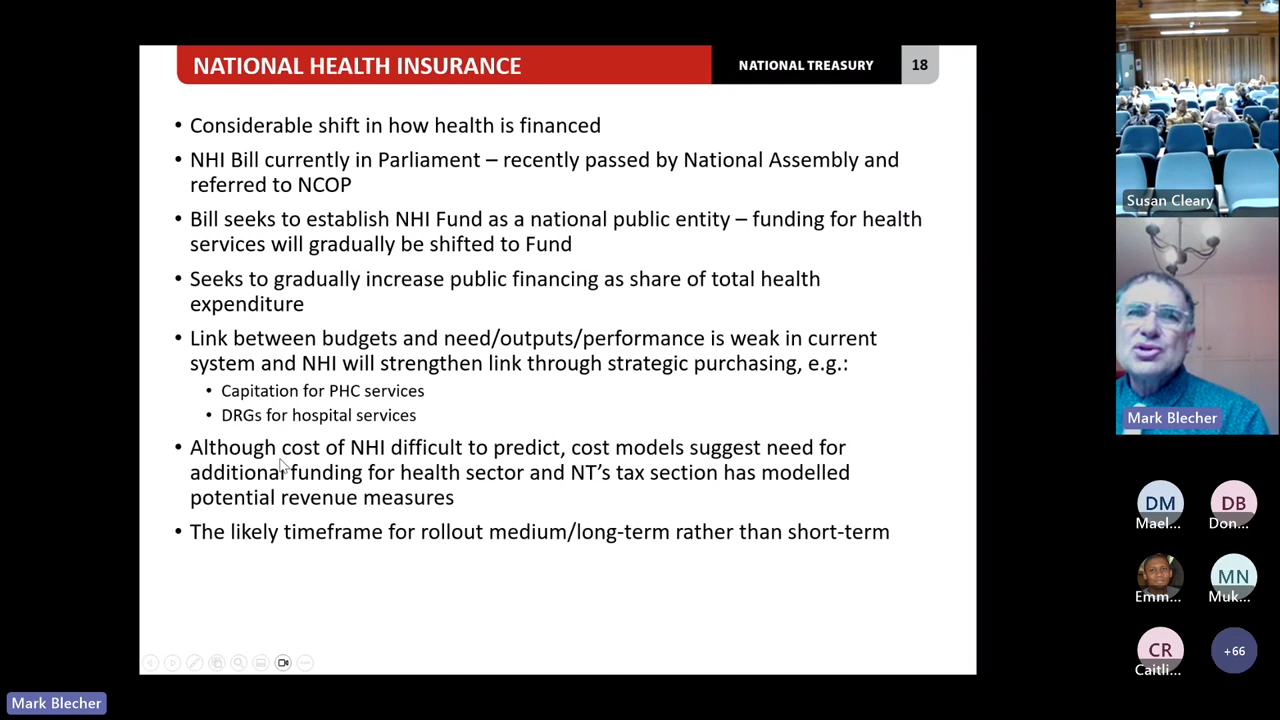 NATIONAL HEALTH INSURANCE
NATIONAL TREASURY
18
• Considerable shift in how health is financed
• NHI Bill currently in Parliament – recently passed by National Assembly and
referred to NCOP
• Bill seeks to establish NHI Fund as a national public entity – funding for health
services will gradually be shifted to Fund
• Seeks to gradually increase public financing as share of total health
expenditure
• Link between budgets and need/outputs/performance is weak in current
system and NHI will strengthen link through strategic purchasing, e.g.:
• Capitation for PHC services
• DRGs for hospital services
• Although cost of NHI difficult to predict, cost models suggest need for
additional funding for health sector and NT’s tax section has modelled
potential revenue measures
• The likely timeframe for rollout medium/long-term rather than short-term
Mark Blecher
Susan Cleary
Mark Blecher
DM
DB
Mael...
Don...
MN
Emm...
Muk...
CR
+66
Caitli...